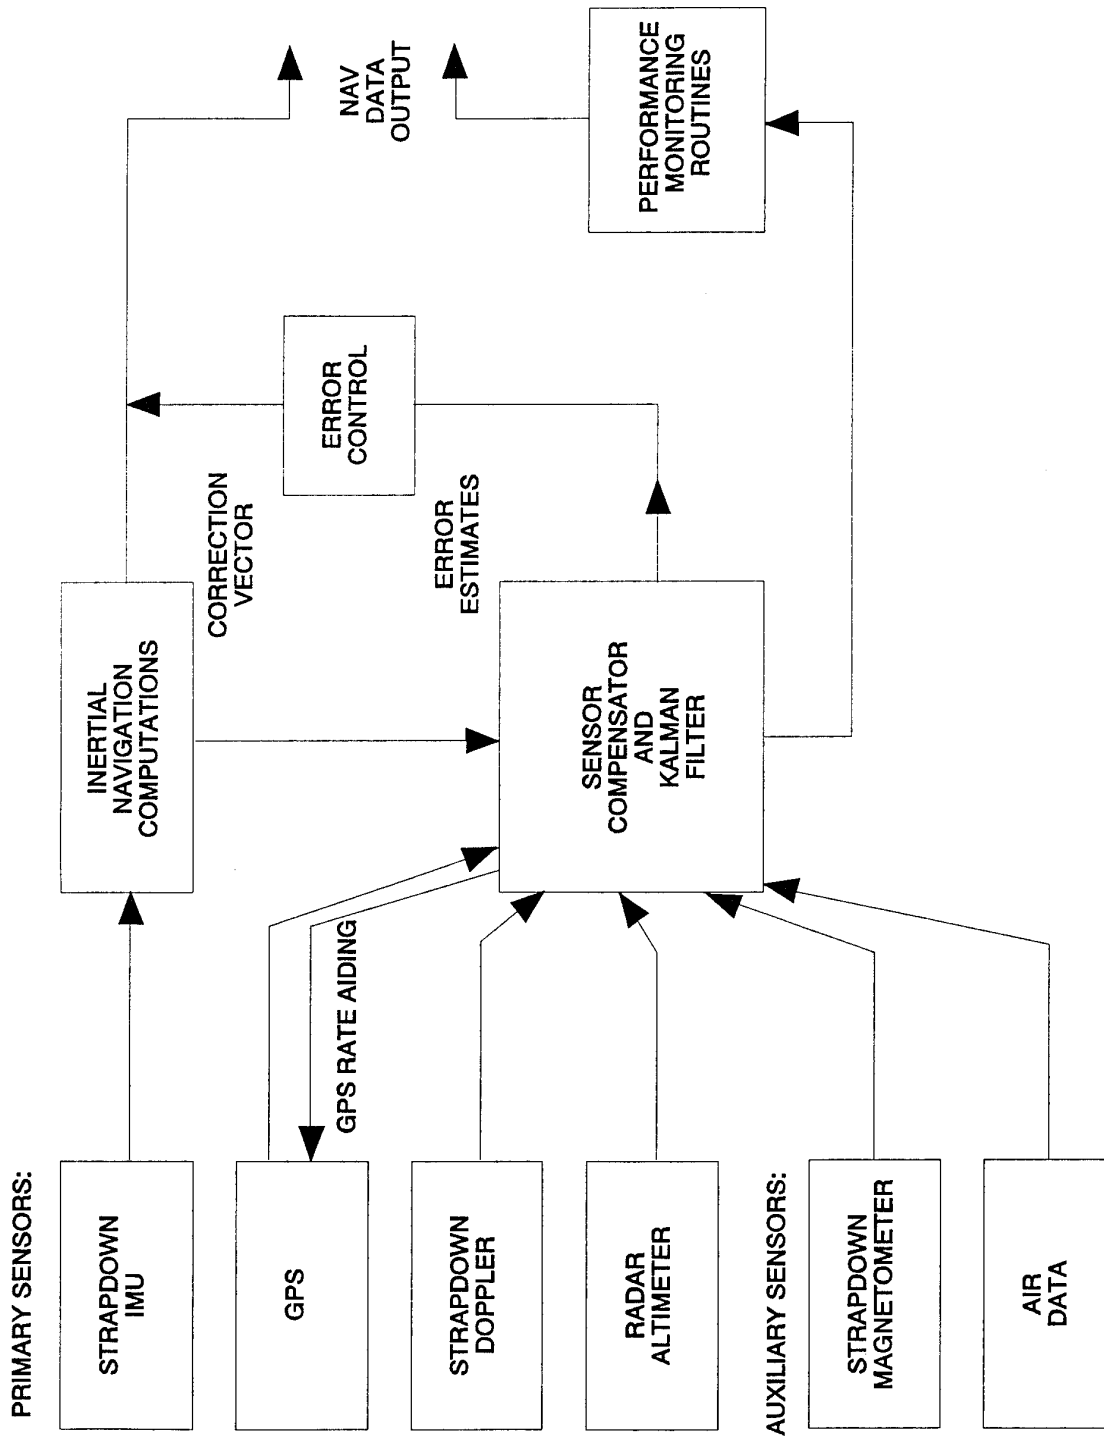 PRIMARY SENSORS:
STRAPDOWN
IMU
GPS
STRAPDOWN
DOPPLER
RADAR
ALTIMETER
AUXILIARY SENSORS:
STRAPDOWN
MAGNETOMETER
AIR
DATA
GPS RATE AIDING
INERTIAL
NAVIGATION
COMPUTATIONS
SENSOR
COMPENSATOR
AND
KALMAN
FILTER
CORRECTION
VECTOR
ERROR
ESTIMATES
ERROR
CONTROL
NAV
DATA
OUTPUT
PERFORMANCE
MONITORING
ROUTINES